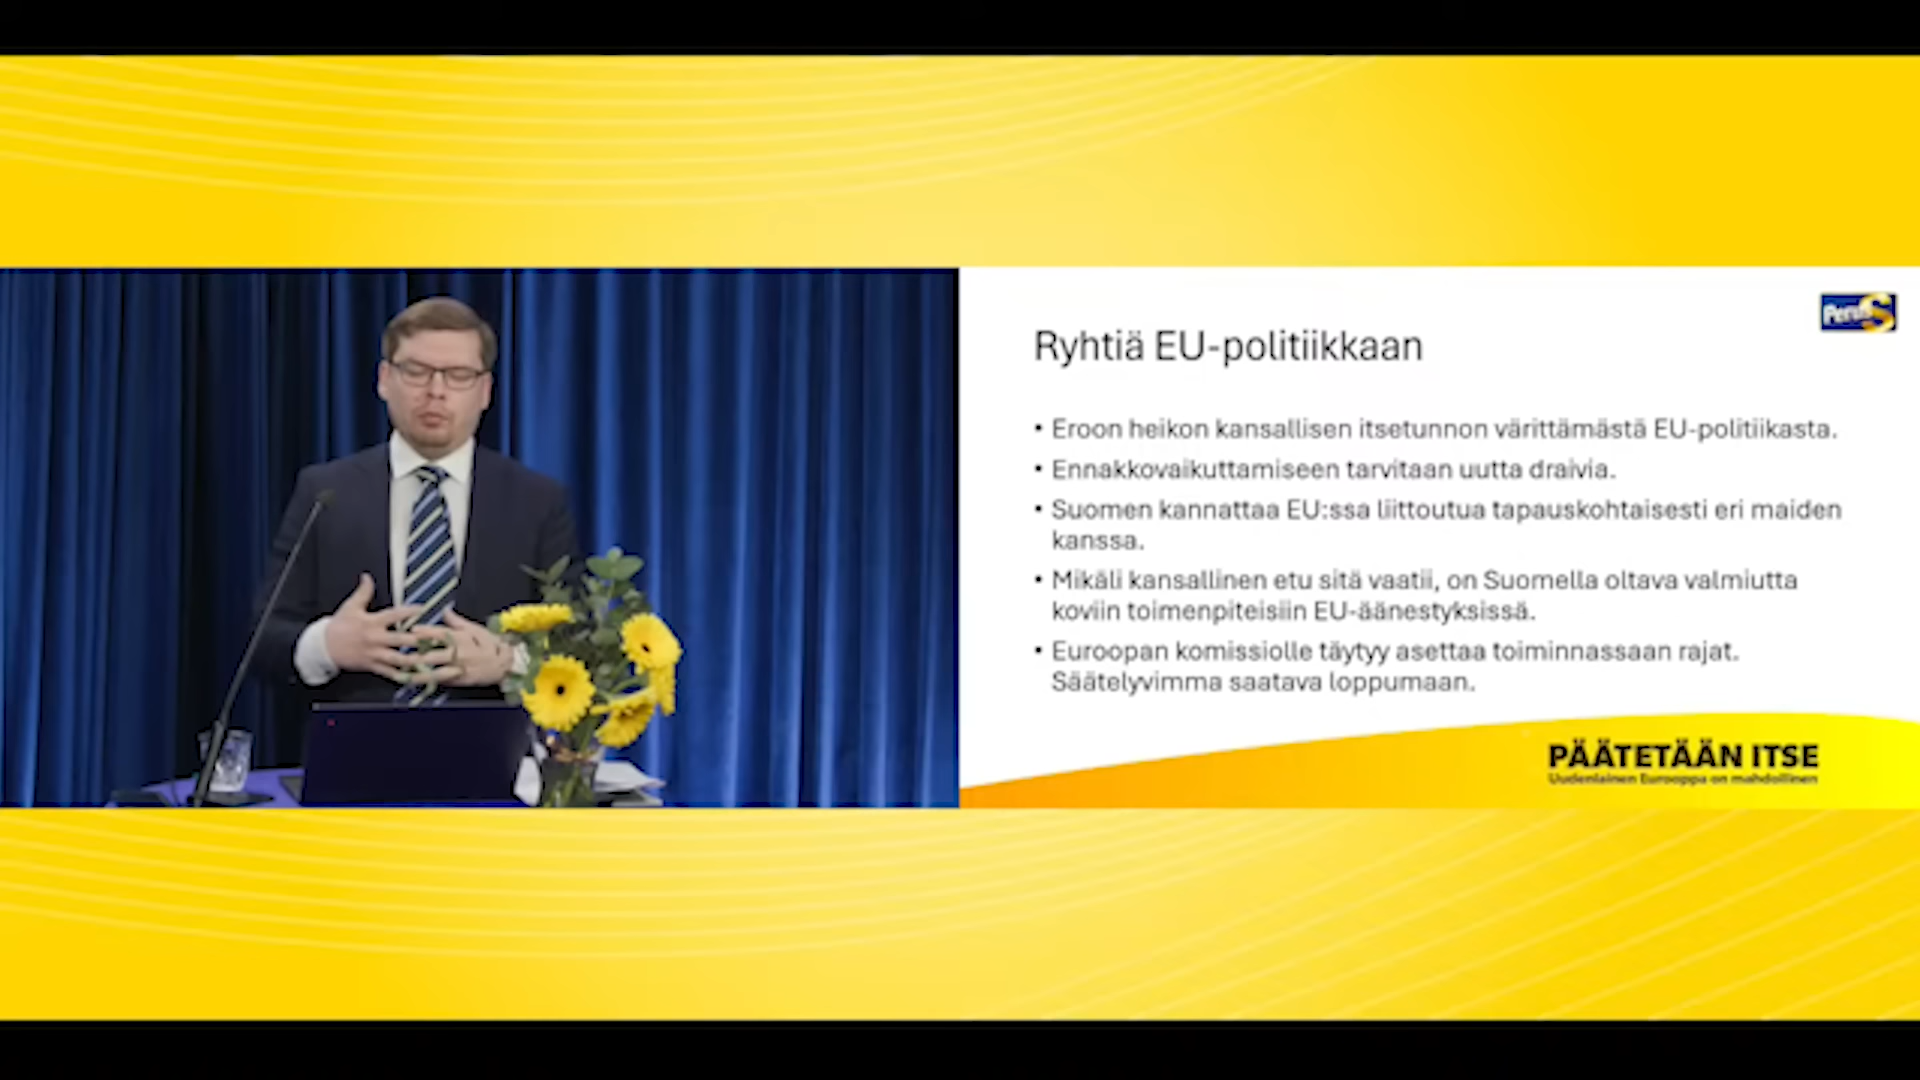 PerusS
Ryhtiä EU-politiikkaan
• Eroon heikon kansallisen itsetunnon värittämästä EU-politiikasta.
• Ennakkovaikuttamiseen tarvitaan uutta draivia.
• Suomen kannattaa EU:ssa liittoutua tapauskohtaisesti eri maiden
kanssa.
• Mikäli kansallinen etu sitä vaatii, on Suomella oltava valmiutta
koviin toimenpiteisiin EU-äänestyksissä.
• Euroopan komissiolle täytyy asettaa toiminnassaan rajat.
Säätelyvimma saatava loppumaan.
PÄÄTETÄÄN ITSE
Uudenlainen Eurooppa on mahdollinen